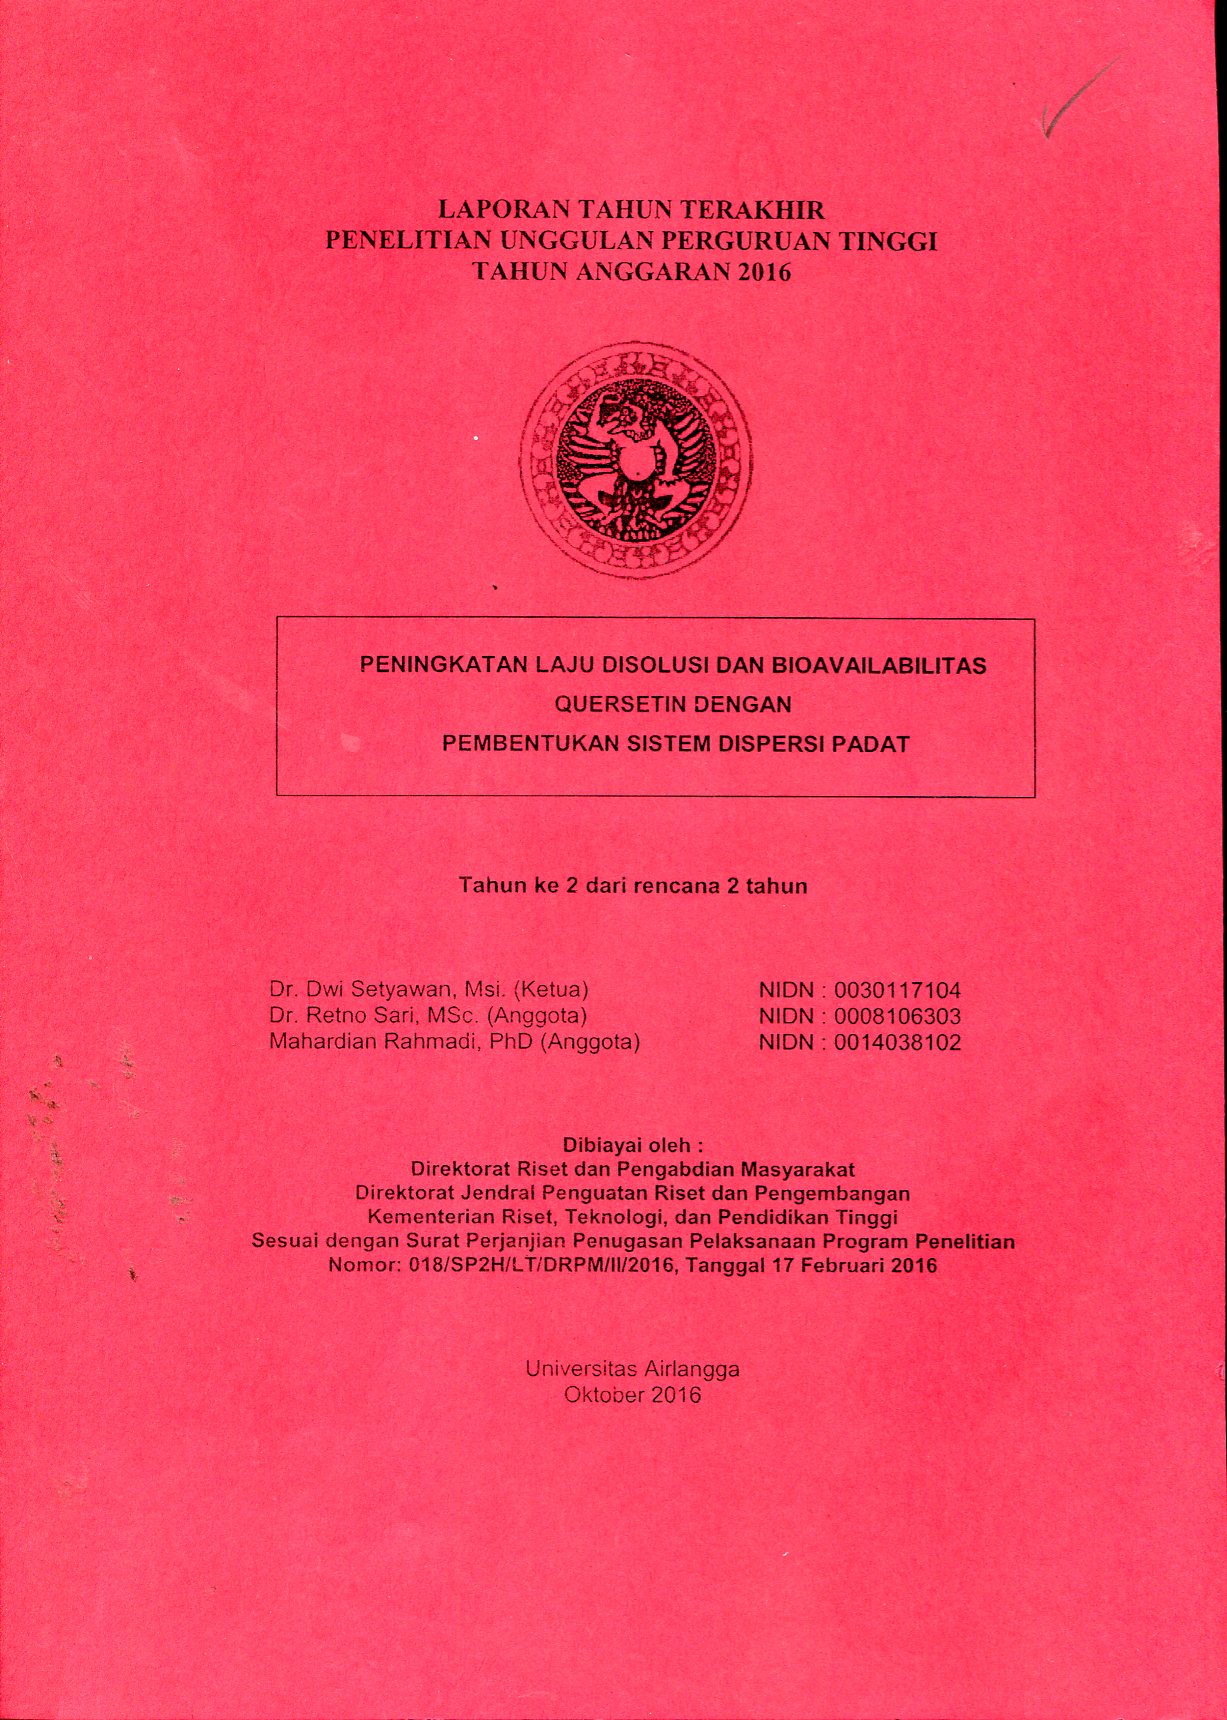 LAPORAN TAHUN TERAKHIR
PENELITIAN UNGGULAN PERGURUAN TINGGI
TAHUN ANGGARAN 2016
PENINGKATAN LAJU DISOLUSI DAN BIOAVAILABILITAS
QUERSETIN DENGAN
PEMBENTUKAN SISTEM DISPERSI PADAT
Tahun ke 2 dari rencana 2 tahun
Dr. Dwi Setyawan, Msi. (Ketua) NIDN : 0030117104
Dr. Retno Sari, MSc. (Anggota) NIDN : 0008106303
Mahardian Rahmadi, PhD (Anggota) NIDN : 0014038102
Dibiayai oleh :
Direktorat Riset dan Pengabdian Masyarakat
Direktorat Jendral Penguatan Riset dan Pengembangan
Kementerian Riset, Teknologi, dan Pendidikan Tinggi
Sesuai dengan Surat Perjanjian Penugasan Pelaksanaan Program Penelitian
Nomor: 018/SP2H/LT/DRPM/II/2016, Tanggal 17 Februari 2016
Universitas Airlangga
Oktober 2016